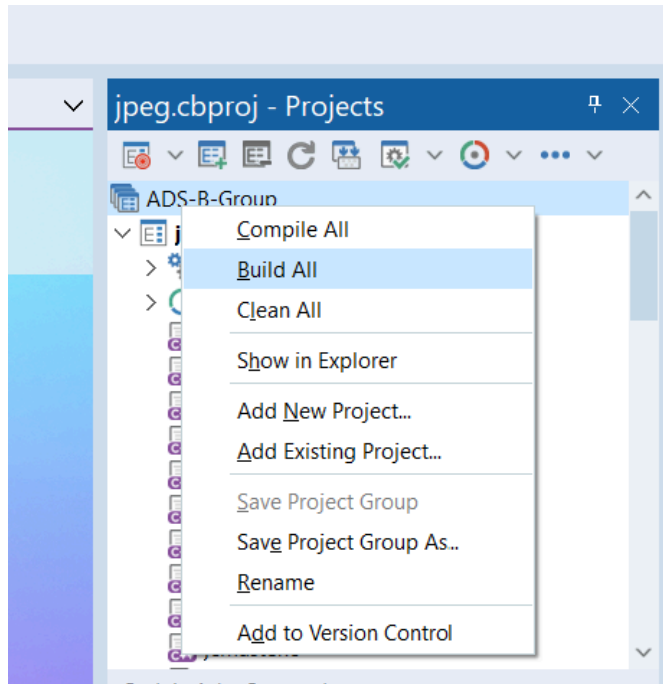 jpeg.cbproj - Projects
ADS-B-Group
j
Compile All
Build All
Clean All
Show in Explorer
Add New Project...
Add Existing Project...
Save Project Group
Save Project Group As...
Rename
Add to Version Control